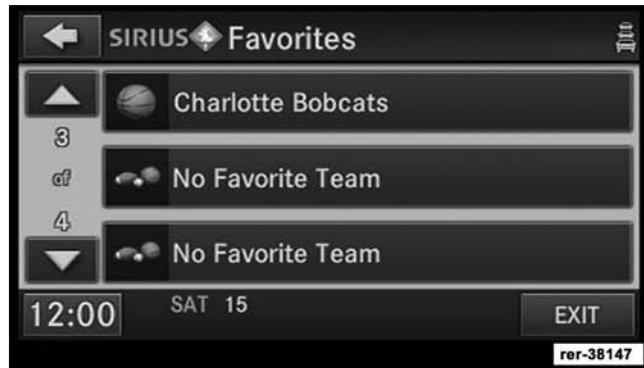 SIRIUS Favorites
Charlotte Bobcats
3
of
4
No Favorite Team
No Favorite Team
12:00
SAT 15
EXIT
rer-38147